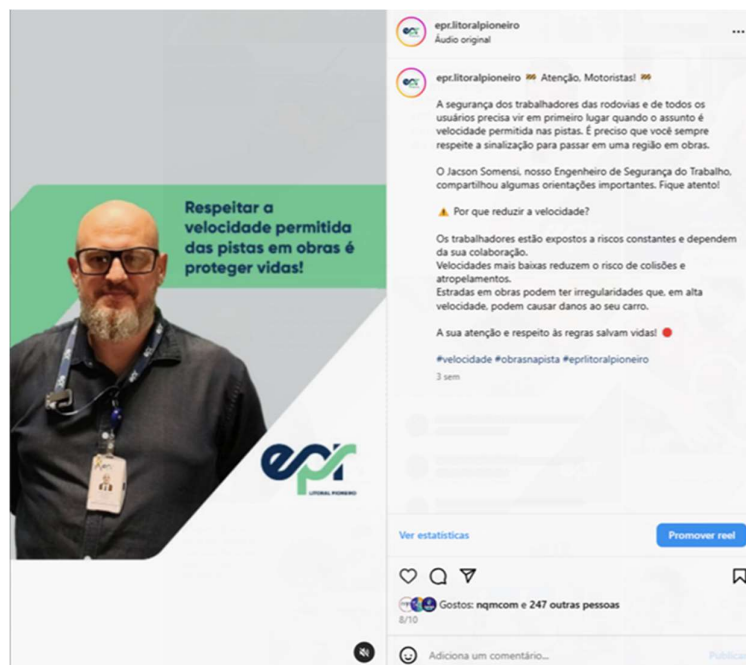 Respeitar a
velocidade permitida
das pistas em obras é
proteger vidas!
epr
LITORAL PIONEIRO
epr.litoralpioneiro
Áudio original
epr.litoralpioneiro 🚧 Atenção, Motoristas! 🚧
A segurança dos trabalhadores das rodovias e de todos os
usuários precisa vir em primeiro lugar quando o assunto é
velocidade permitida nas pistas. É preciso que você sempre
respeite a sinalização para passar em uma região em obras.
O Jacson Somensi, nosso Engenheiro de Segurança do Trabalho,
compartilhou algumas orientações importantes. Fique atento!
⚠️ Por que reduzir a velocidade?
Os trabalhadores estão expostos a riscos constantes e dependem
da sua colaboração.
Velocidades mais baixas reduzem o risco de colisões e
atropelamentos.
Estradas em obras podem ter irregularidades que, em alta
velocidade, podem causar danos ao seu carro.
A sua atenção e respeito às regras salvam vidas! 🛑
#velocidade #obrasnapista #eprlitoralpioneiro
3 sem
Ver estatísticas
Promover reel
Gostos: nqmcom e 247 outras pessoas
8/10
Adiciona um comentário...
Publicar